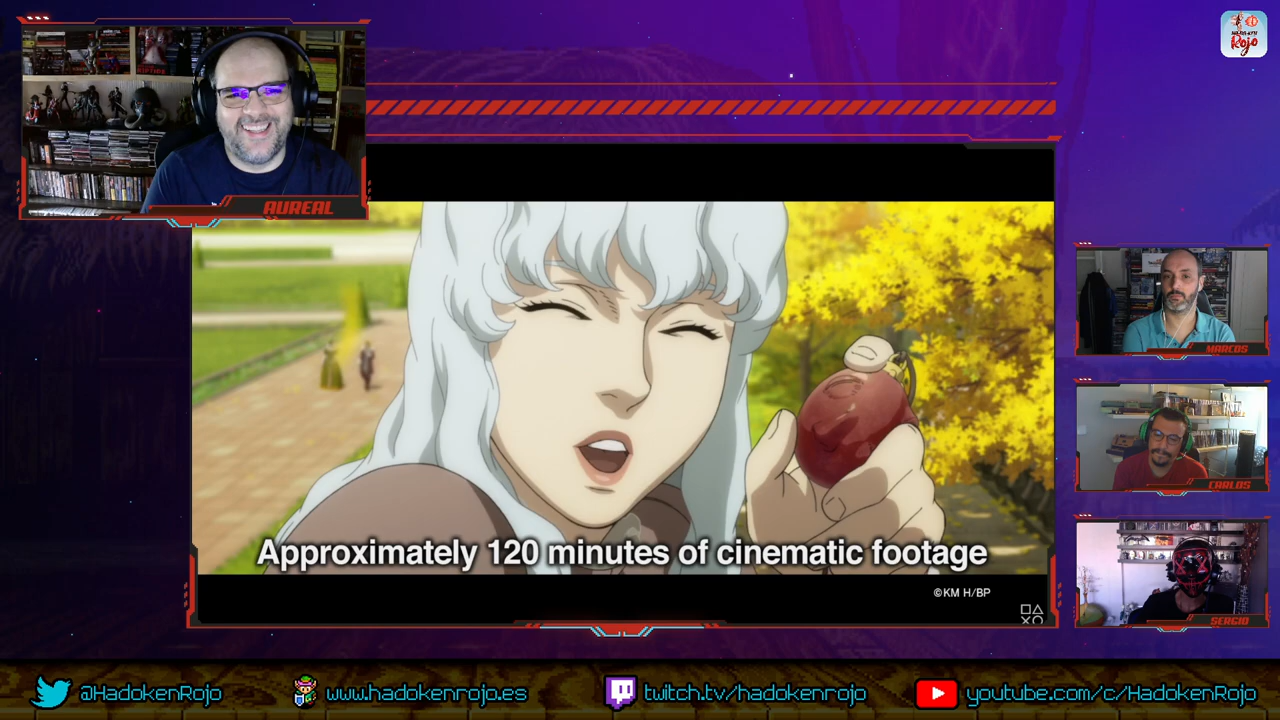 Rojo
AUREAL
MARCOS
CARLOS
SERGIO
Approximately 120 minutes of cinematic footage
©KM H/BP
@HadokenRojo
www.hadokenrojo.es
twitch.tv/hadokenrojo
youtube.com/c/HadokenRojo